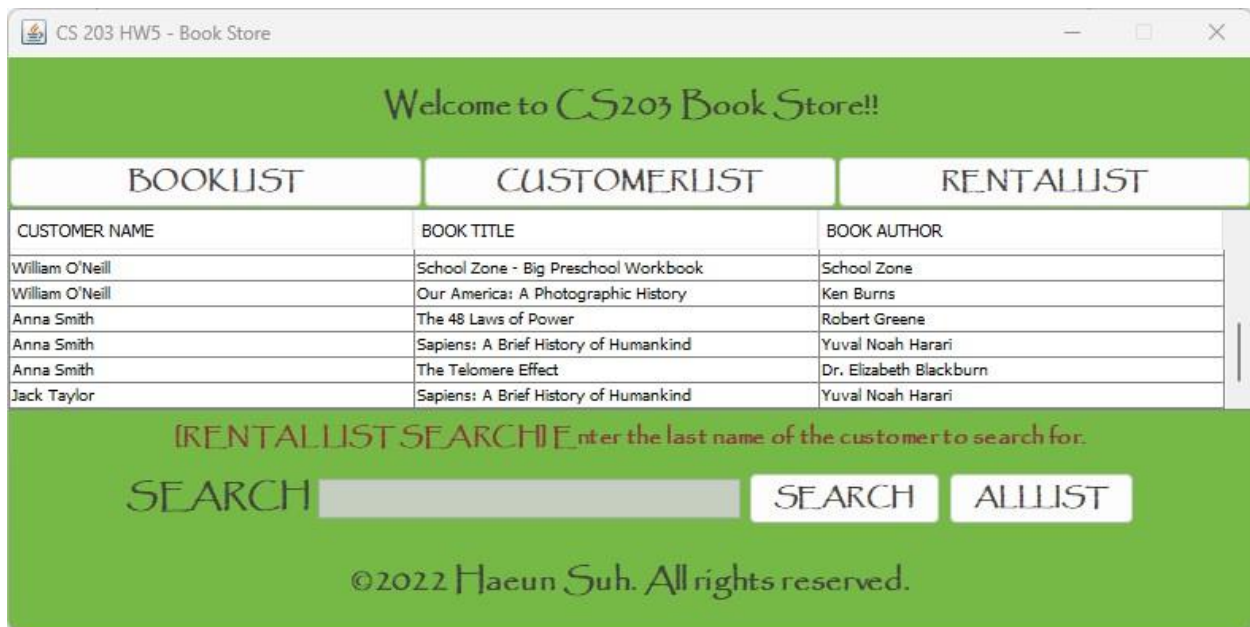 CS 203 HW5 - Book Store
Welcome to CS203 Book Store!!
BOOKLIST CUSTOMERLIST RENTALLIST
CUSTOMER NAME BOOK TITLE BOOK AUTHOR
William O'Neill School Zone - Big Preschool Workbook School Zone
William O'Neill Our America: A Photographic History Ken Burns
Anna Smith The 48 Laws of Power Robert Greene
Anna Smith Sapiens: A Brief History of Humankind Yuval Noah Harari
Anna Smith The Telomere Effect Dr. Elizabeth Blackburn
Jack Taylor Sapiens: A Brief History of Humankind Yuval Noah Harari
[RENTAL LIST SEARCH] Enter the last name of the customer to search for.
SEARCH SEARCH ALLLIST
©2022 Haeun Suh. All rights reserved.